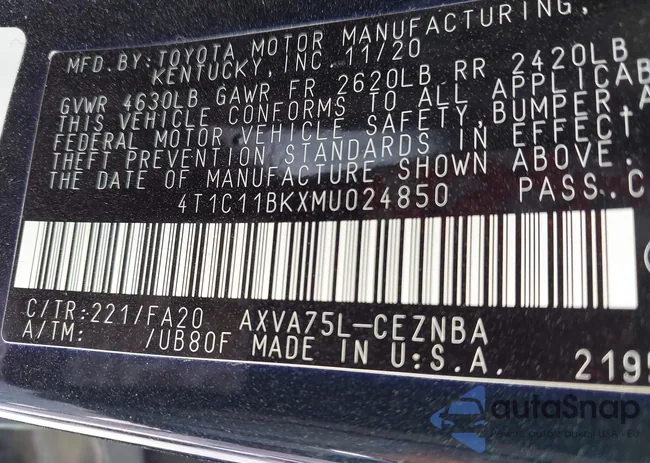 MFD. BY: TOYOTA MOTOR MANUFACTURING,
KENTUCKY, INC. 11/20
GVWR 4630LB GAWR FR 2620LB RR 2420LB
THIS VEHICLE CONFORMS TO ALL APPLICAB
FEDERAL MOTOR VEHICLE SAFETY, BUMPER, A
THEFT PREVENTION STANDARDS IN EFFECT
THE DATE OF MANUFACTURE SHOWN ABOVE.
4T1C11BKXMU024850 PASS. C
C/TR: 221/FA20 AXVA75L-CEZNBA
A/TM: /UB80F MADE IN U.S.A.
2195
autaSnap